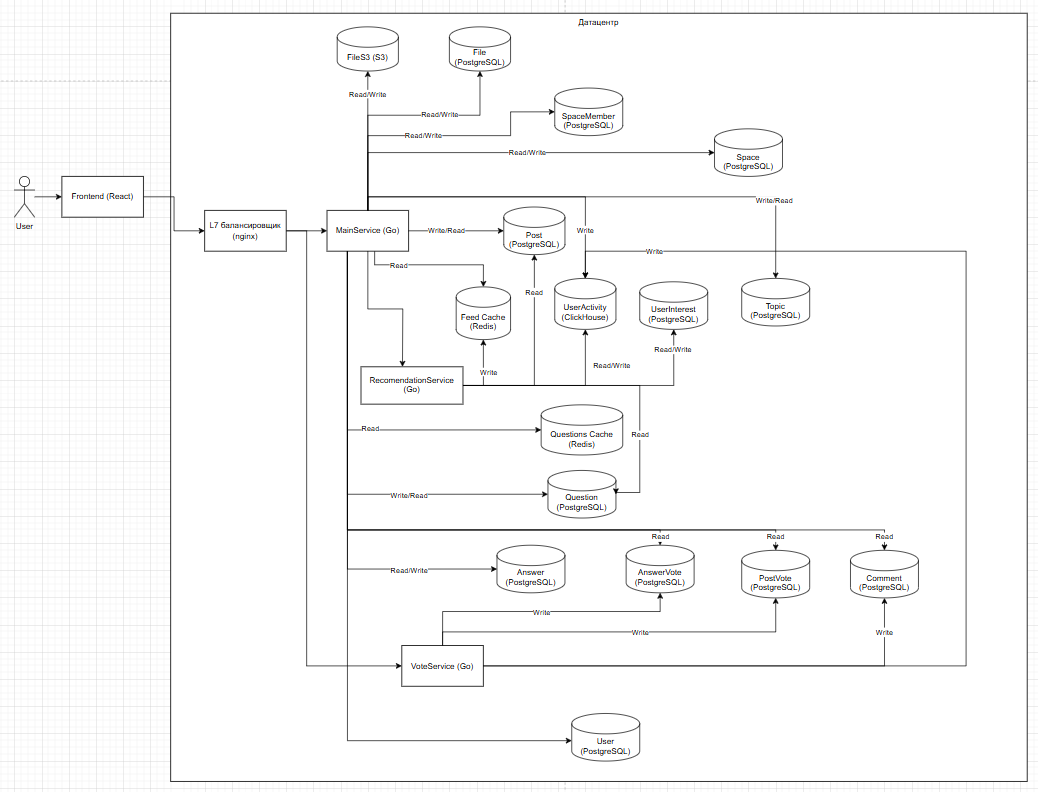 Датацентр
FileS3 (S3)
File
(PostgreSQL)
Read/Write
Read/Write
SpaceMember
(PostgreSQL)
Read/Write
Read/Write
Space
(PostgreSQL)
User
Frontend (React)
L7 балансировщик
(nginx)
MainService (Go)
Write/Read
Post
(PostgreSQL)
Write
Write/Read
Write
Read
Feed Cache
(Redis)
Read
UserActivity
(ClickHouse)
UserInterest
(PostgreSQL)
Topic
(PostgreSQL)
Read/Write
Read/Write
Write
RecomendationService
(Go)
Read
Questions Cache
(Redis)
Read
Write/Read
Question
(PostgreSQL)
Read
Read
Read
Read/Write
Answer
(PostgreSQL)
AnswerVote
(PostgreSQL)
PostVote
(PostgreSQL)
Comment
(PostgreSQL)
Write
Write
Write
VoteService (Go)
User
(PostgreSQL)